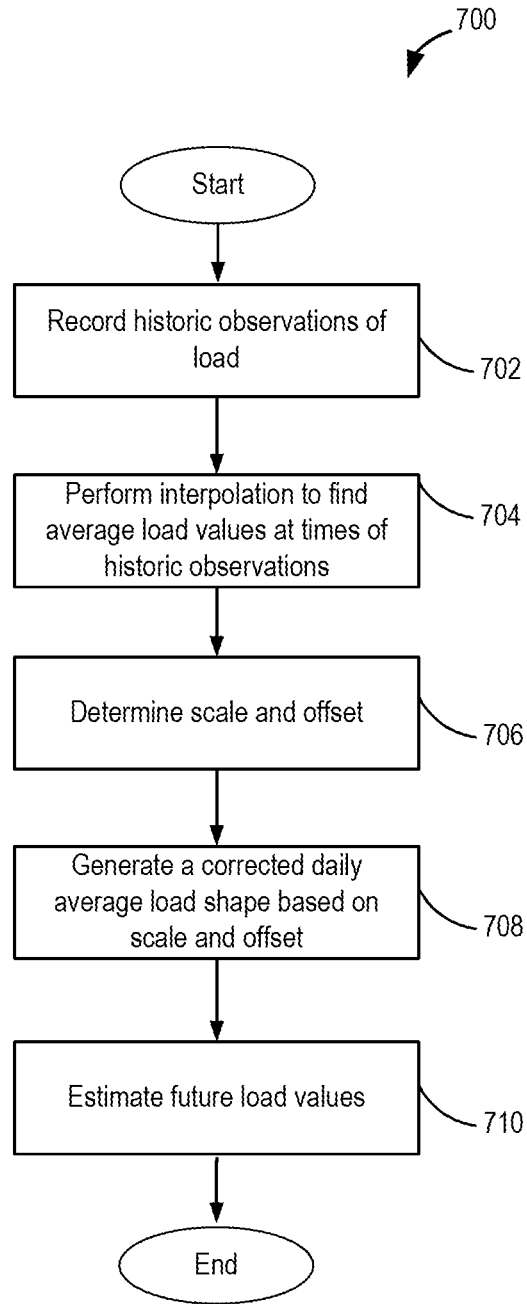 700
Start
Record historic observations of
load
702
Perform interpolation to find
average load values at times of
historic observations
704
Determine scale and offset
706
Generate a corrected daily
average load shape based on
scale and offset
708
Estimate future load values
710
End